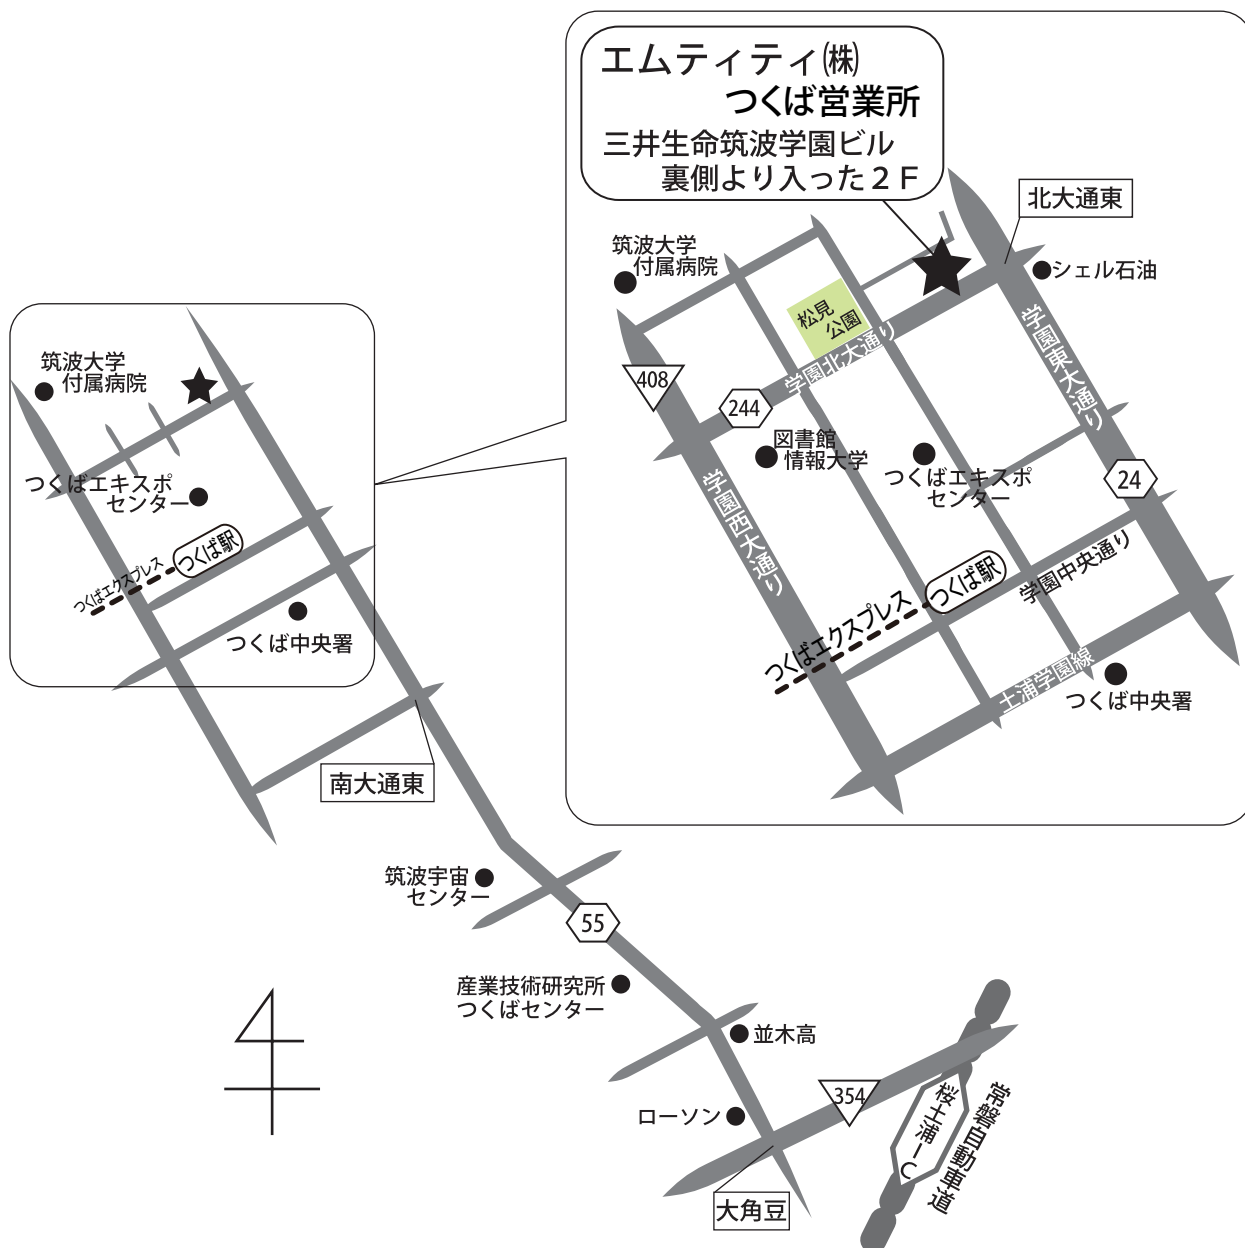 エムティティ㈱
つくば営業所
三井生命筑波学園ビル
裏側より入った２Ｆ
北大通東
筑波大学
付属病院
シェル石油
松見
公園
学園北大通り
学園東大通り
408
244
図書館
情報大学
つくばエキスポ
センター
24
学園西大通り
つくば駅
つくばエクスプレス
学園中央通り
土浦学園線
つくば中央署
筑波大学
付属病院
つくばエキスポ
センター
つくば駅
つくばエクスプレス
つくば中央署
南大通東
筑波宇宙
センター
55
産業技術研究所
つくばセンター
並木高
ローソン
354
桜土浦IC
常磐自動車道
大角豆